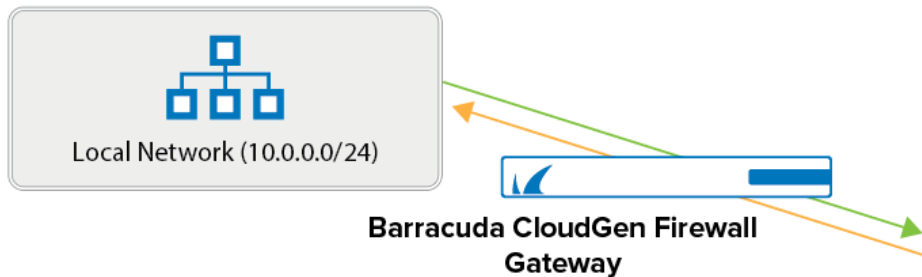 Local Network (10.0.0.0/24)
Barracuda CloudGen Firewall
Gateway